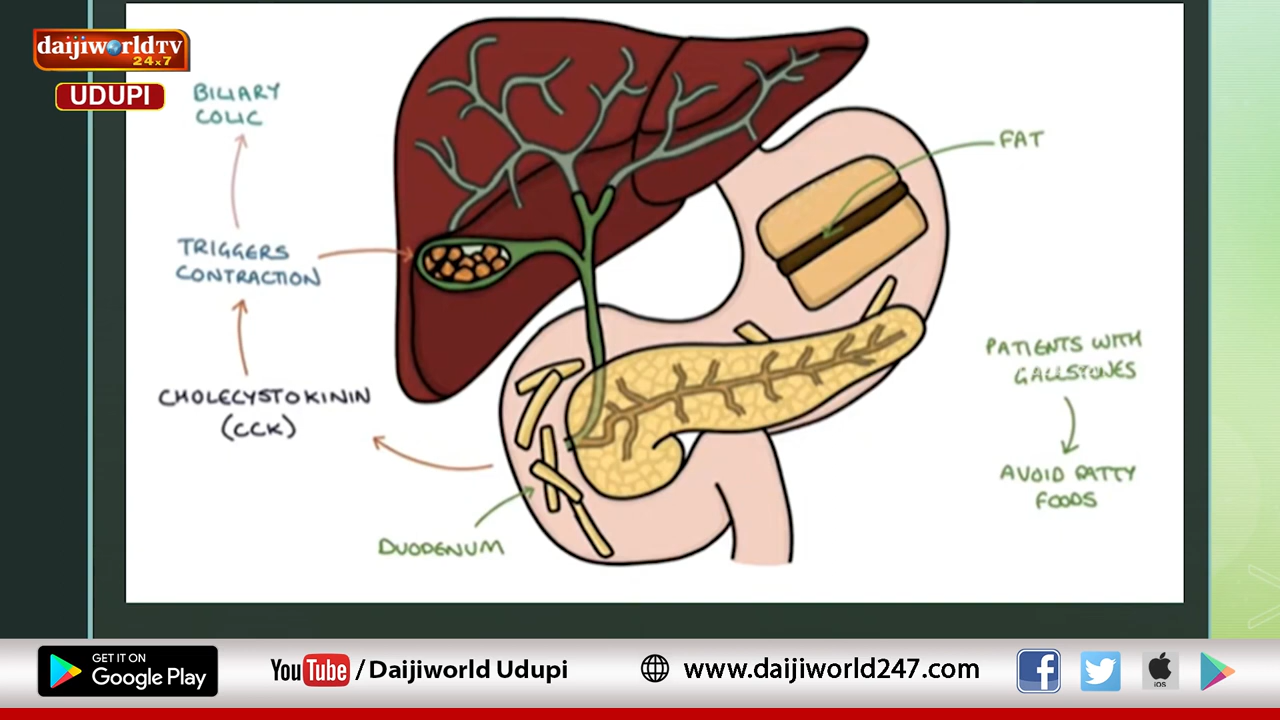 daijiworldTV
24x7
UDUPI
BILIARY
COLIC
TRIGGERS
CONTRACTION
CHOLECYSTOKININ
(CCK)
DUODENUM
FAT
PATIENTS WITH
GALLSTONES
AVOID FATTY
FOODS
GET IT ON
Google Play
YouTube / Daijiworld Udupi
www.daijiworld247.com
iOS